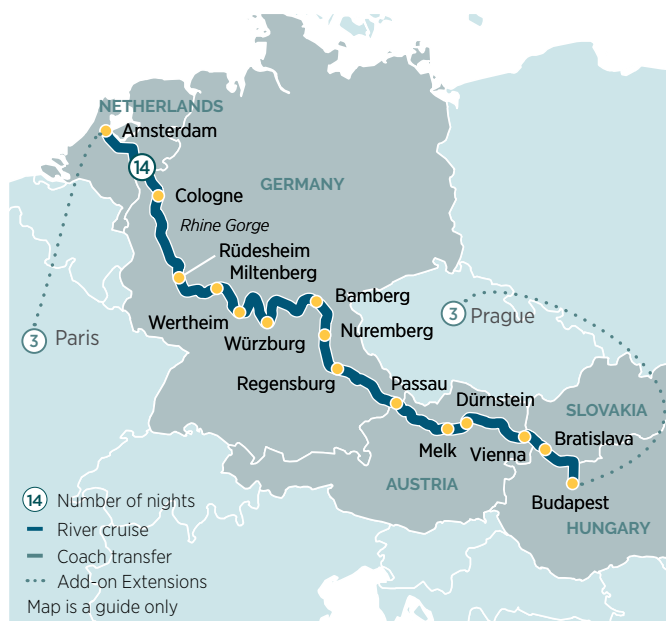 NETHERLANDS
Amsterdam
14
Cologne
GERMANY
Rhine Gorge
Rüdesheim
Miltenberg
Bamberg
3 Paris
Wertheim
Würzburg
Nuremberg
3 Prague
Regensburg
Passau
Dürnstein
SLOVAKIA
Melk
Vienna
Bratislava
AUSTRIA
Budapest
HUNGARY
14 Number of nights
River cruise
Coach transfer
Add-on Extensions
Map is a guide only